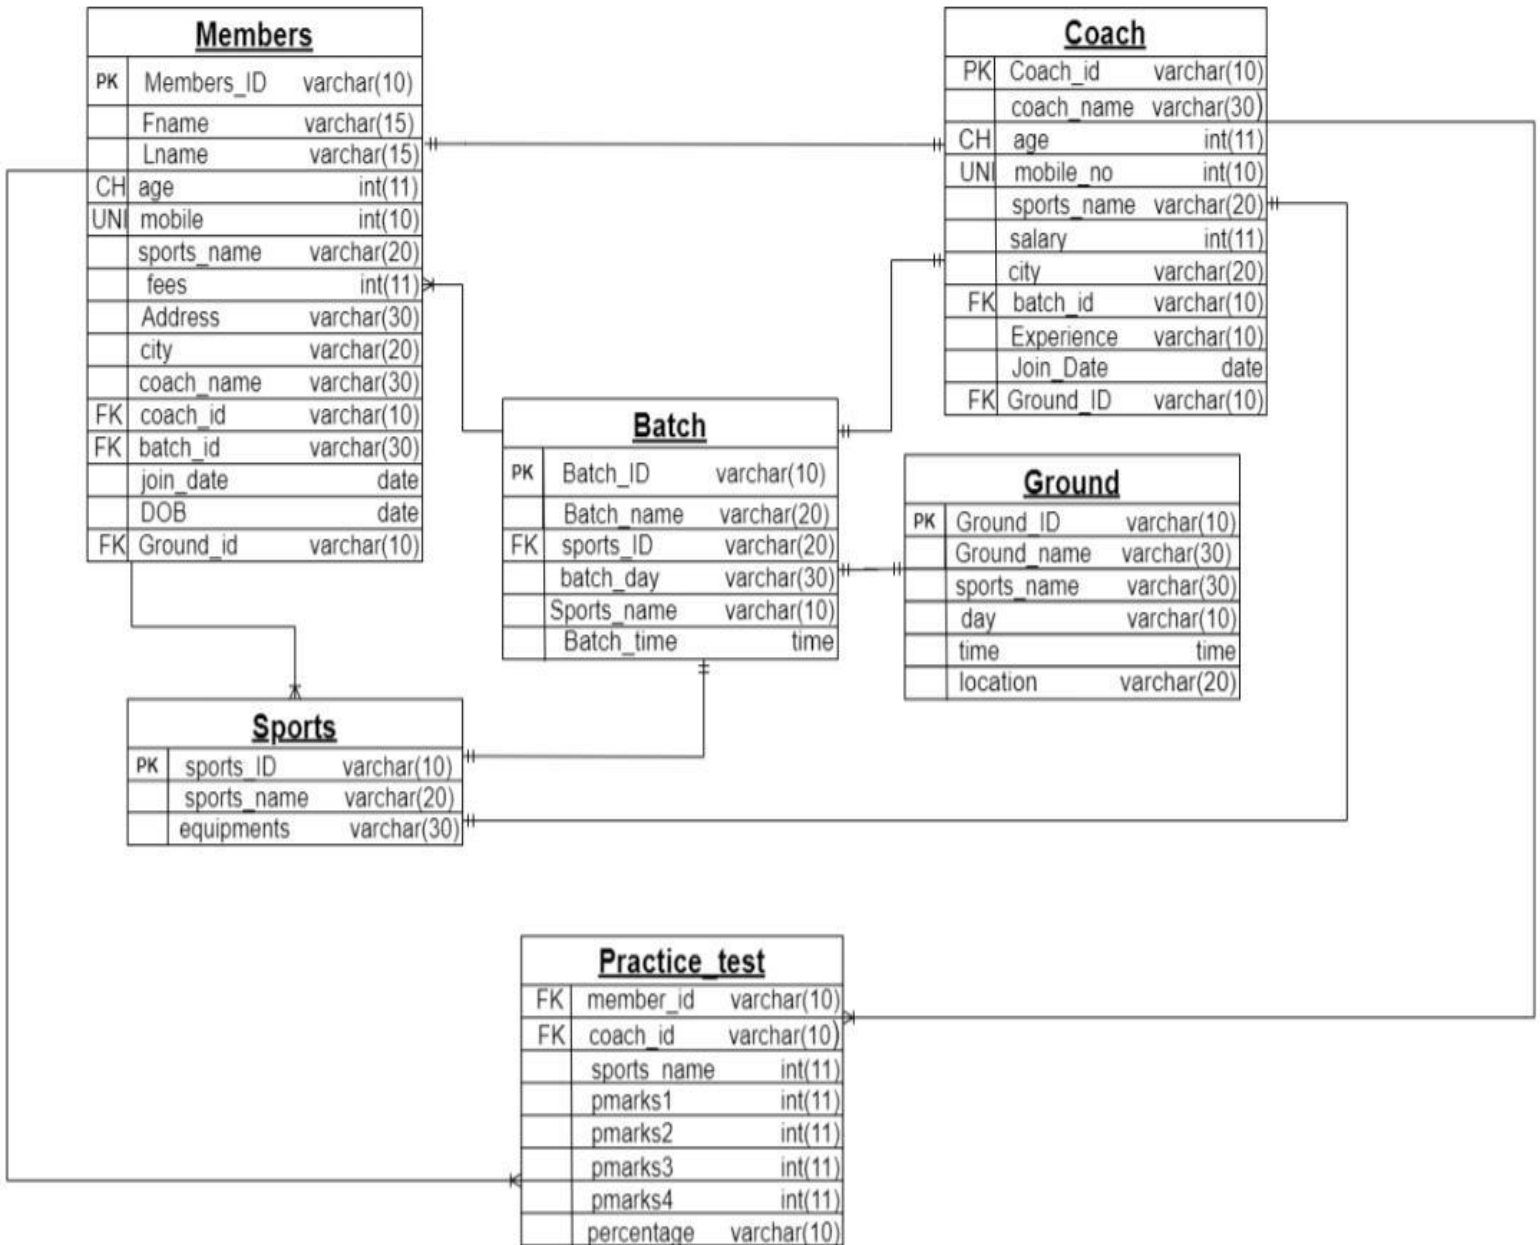 Members
PK Members_ID varchar(10)
Fname varchar(15)
Lname varchar(15)
CH age int(11)
UNI mobile int(10)
sports_name varchar(20)
fees int(11)
Address varchar(30)
city varchar(20)
coach_name varchar(30)
FK coach_id varchar(10)
FK batch_id varchar(30)
join_date date
DOB date
FK Ground_id varchar(10)
Coach
PK Coach_id varchar(10)
coach_name varchar(30)
CH age int(11)
UNI mobile_no int(10)
sports_name varchar(20)
salary int(11)
city varchar(20)
FK batch_id varchar(10)
Experience varchar(10)
Join_Date date
FK Ground_ID varchar(10)
Batch
PK Batch_ID varchar(10)
Batch_name varchar(20)
FK sports_ID varchar(20)
batch_day varchar(30)
Sports_name varchar(10)
Batch_time time
Ground
PK Ground_ID varchar(10)
Ground_name varchar(30)
sports_name varchar(30)
day varchar(10)
time time
location varchar(20)
Sports
PK sports_ID varchar(10)
sports_name varchar(20)
equipments varchar(30)
Practice_test
FK member_id varchar(10)
FK coach_id varchar(10)
sports_name int(11)
pmarks1 int(11)
pmarks2 int(11)
pmarks3 int(11)
pmarks4 int(11)
percentage varchar(10)